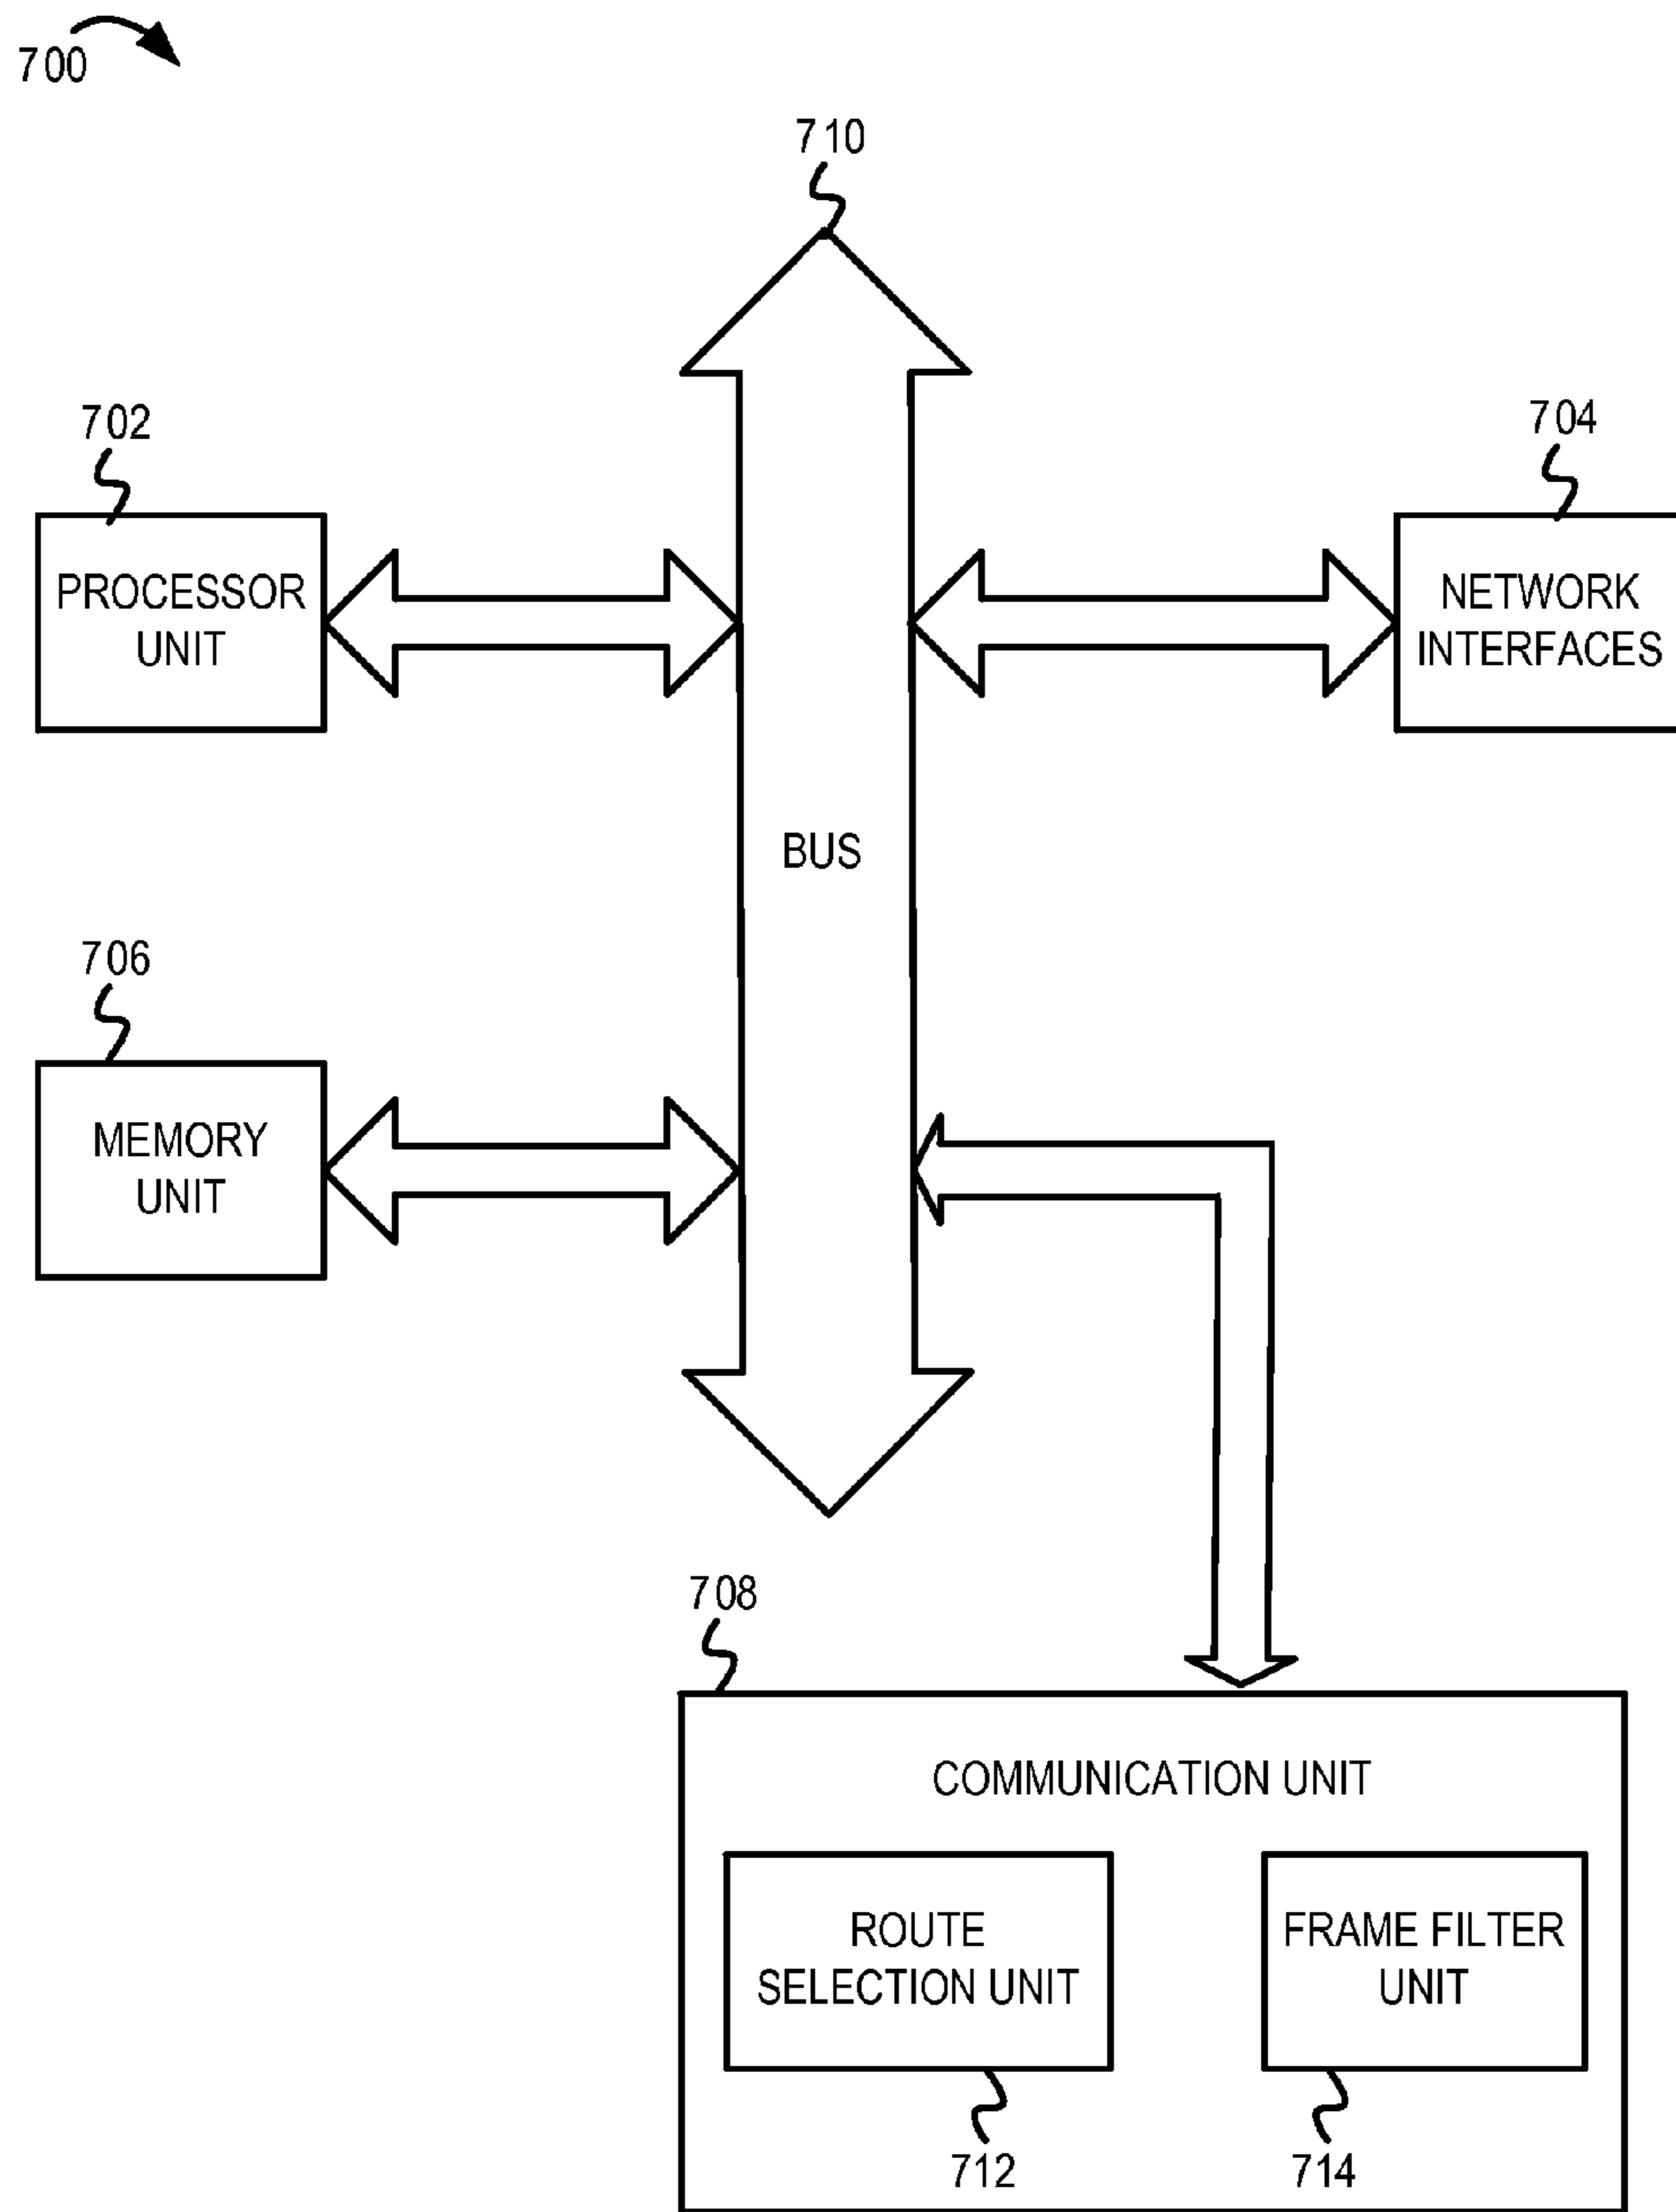 700
710
702
704
PROCESSOR
UNIT
NETWORK
INTERFACES
BUS
706
MEMORY
UNIT
708
COMMUNICATION UNIT
ROUTE
SELECTION UNIT
FRAME FILTER
UNIT
712
714